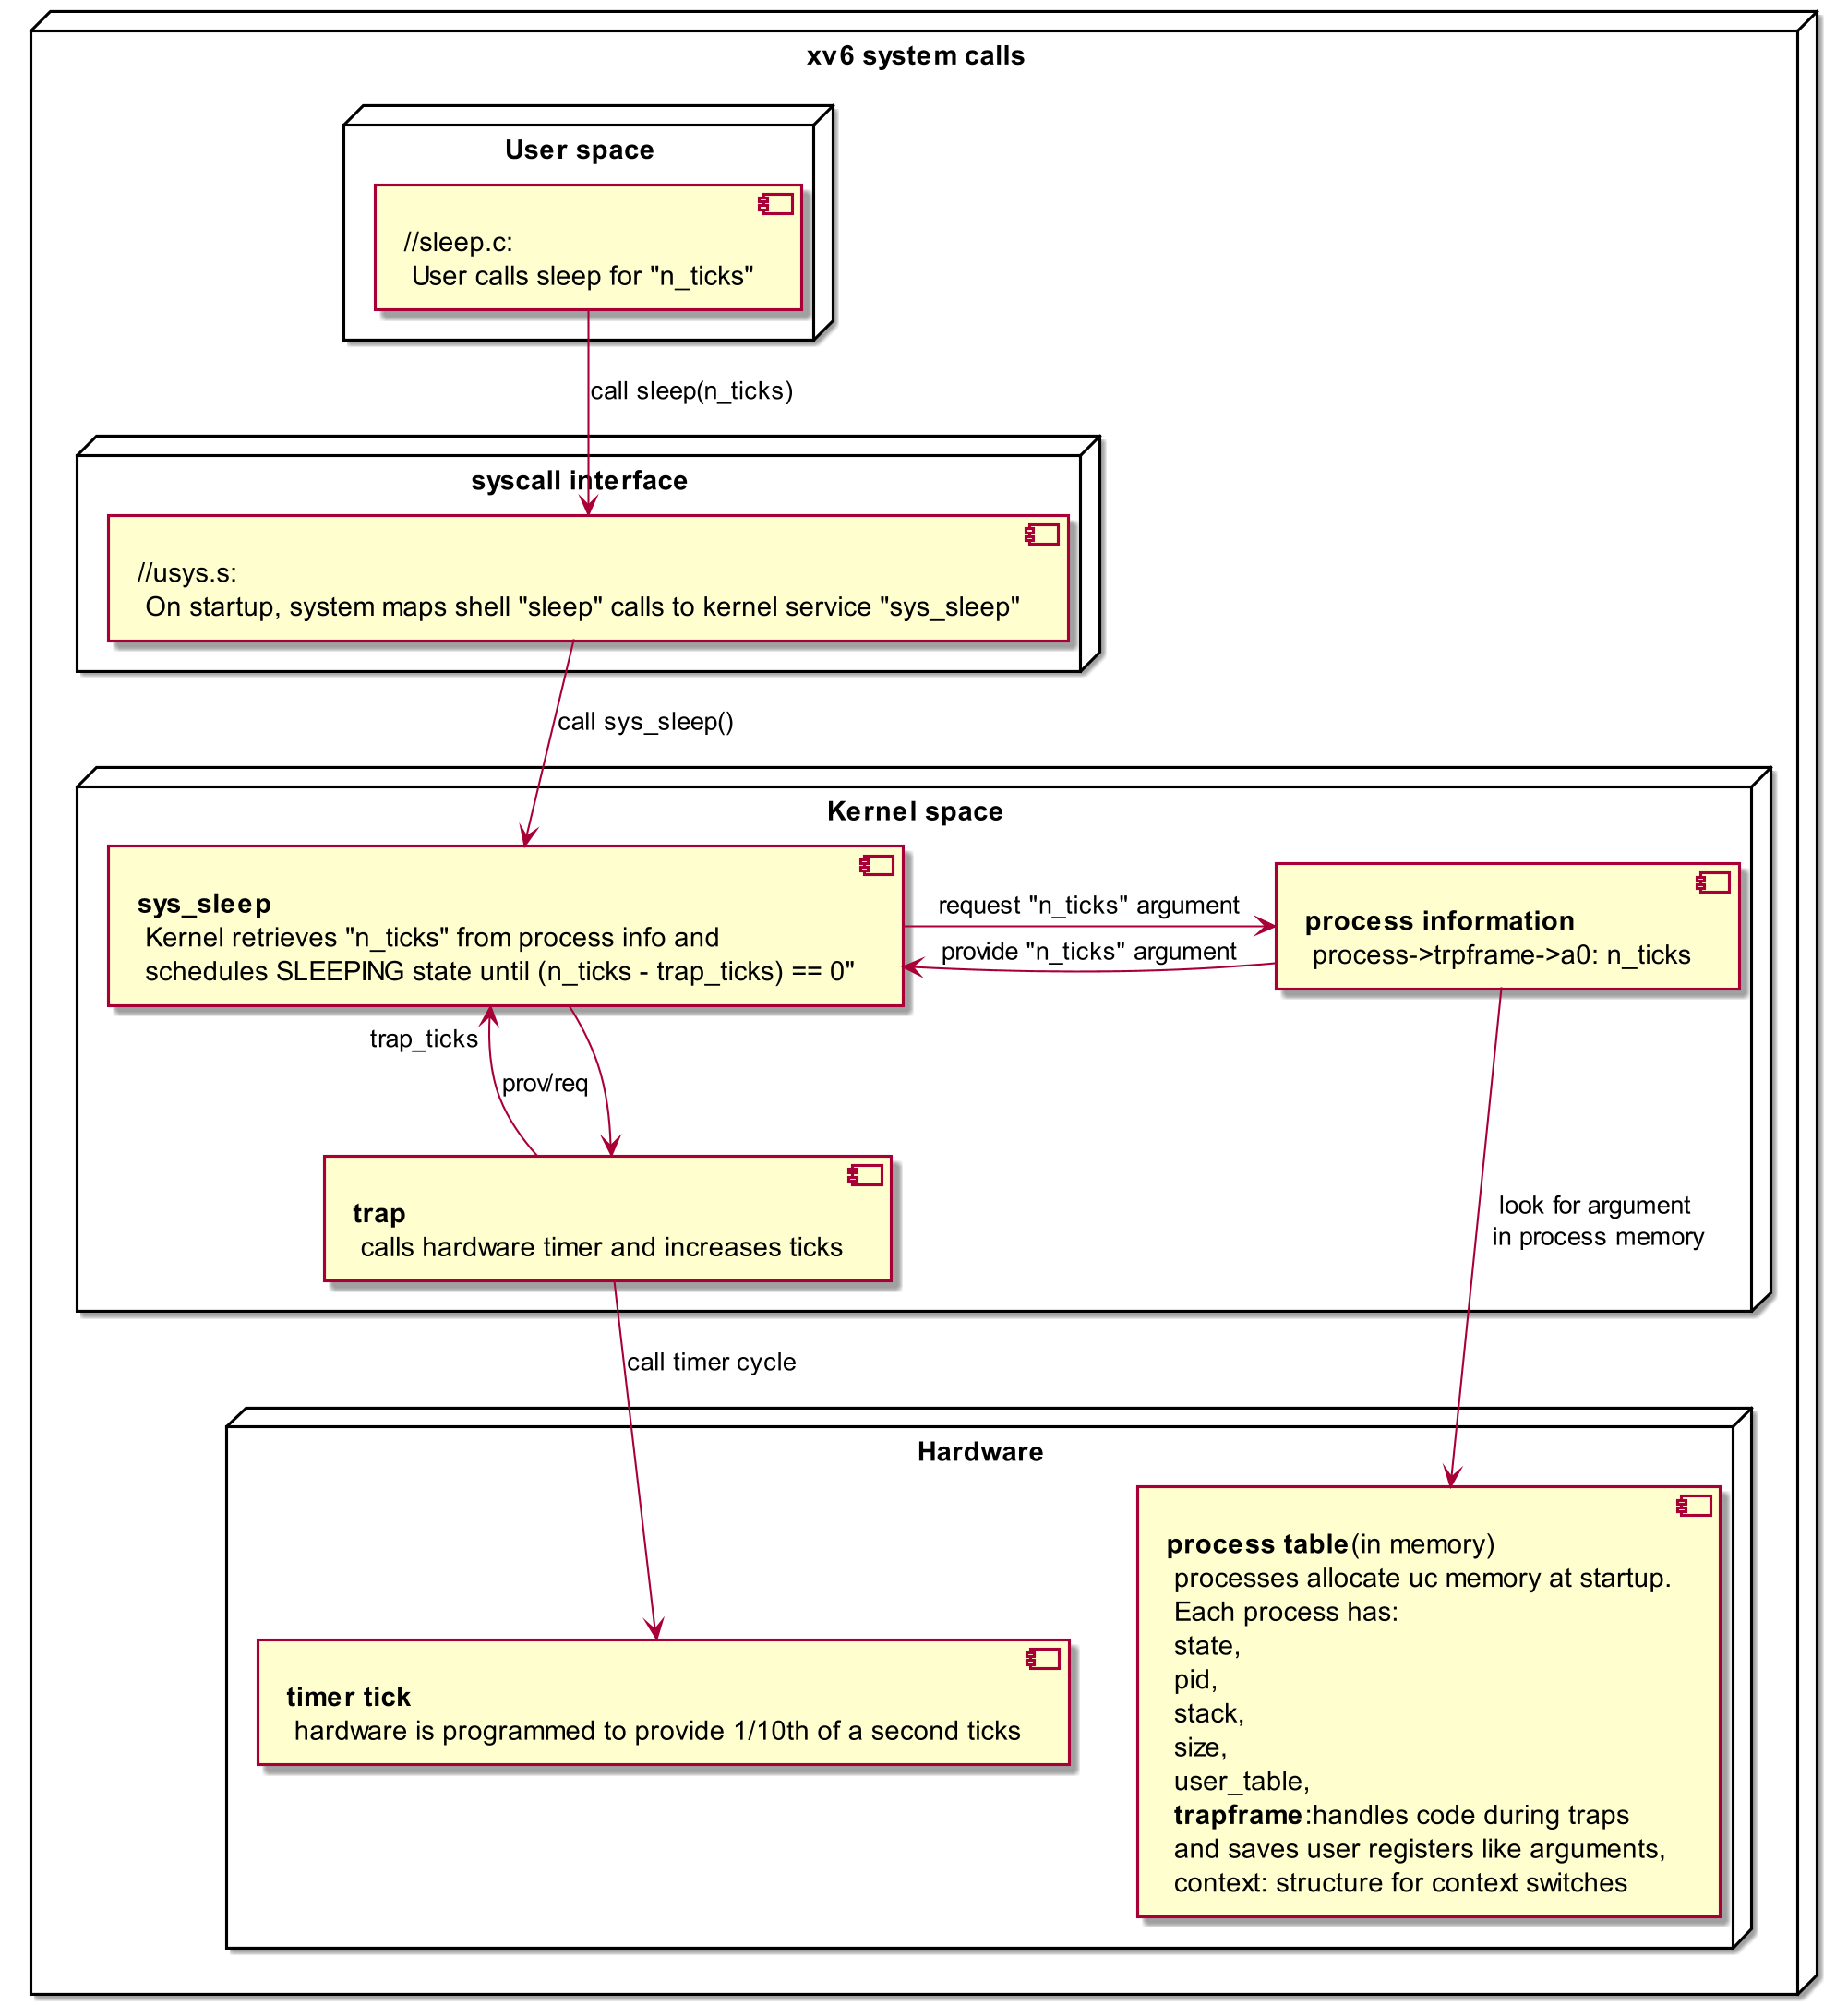 xv6 system calls
User space
//sleep.c:
User calls sleep for "n_ticks"
call sleep(n_ticks)
syscall interface
//usys.s:
On startup, system maps shell "sleep" calls to kernel service "sys_sleep"
call sys_sleep()
Kernel space
sys_sleep
Kernel retrieves "n_ticks" from process info and
schedules SLEEPING state until (n_ticks - trap_ticks) == 0"
request "n_ticks" argument
provide "n_ticks" argument
process information
process->trpframe->a0: n_ticks
trap_ticks
prov/req
trap
calls hardware timer and increases ticks
look for argument
in process memory
call timer cycle
Hardware
timer tick
hardware is programmed to provide 1/10th of a second ticks
process table(in memory)
processes allocate uc memory at startup.
Each process has:
state,
pid,
stack,
size,
user_table,
trapframe:handles code during traps
and saves user registers like arguments,
context: structure for context switches